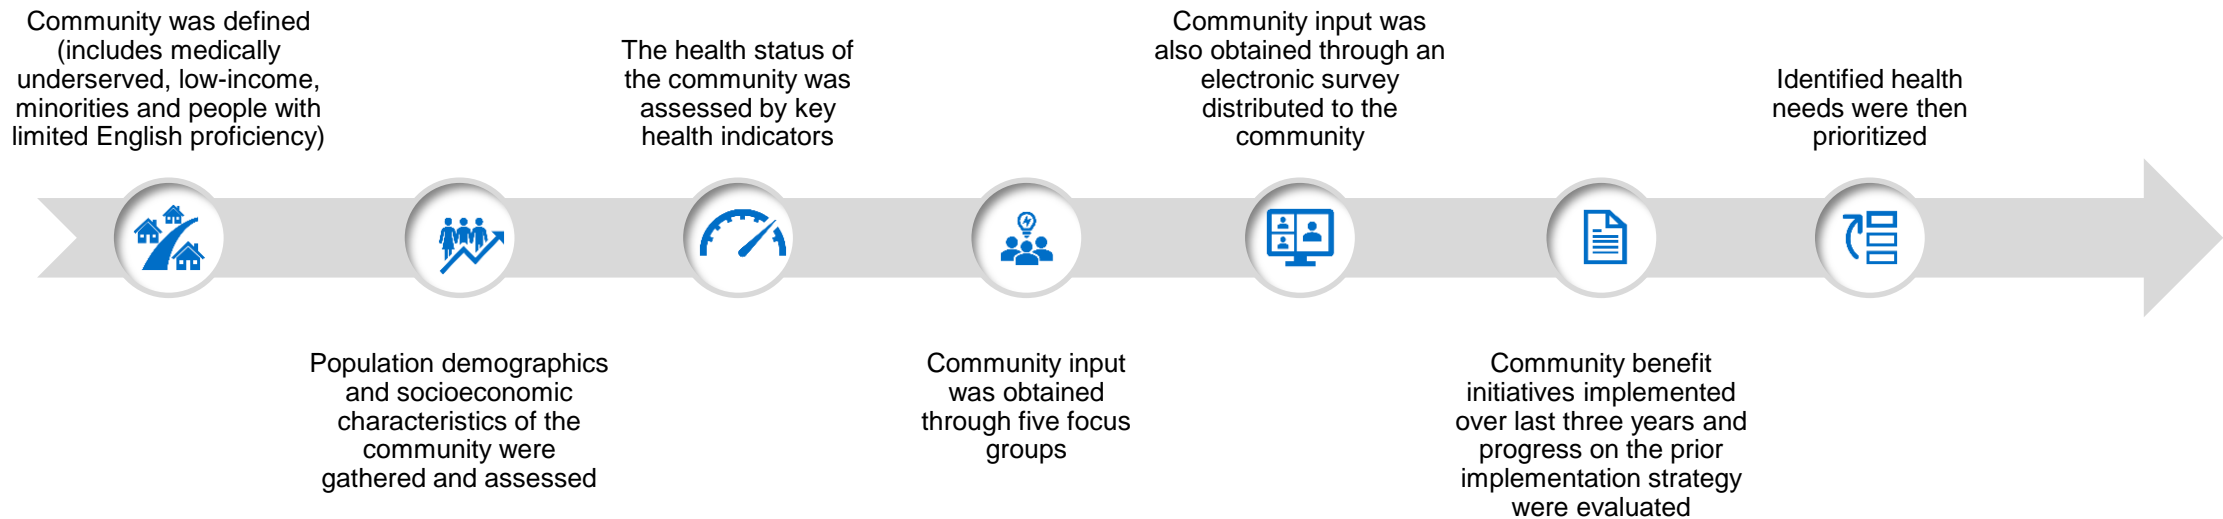 Community was defined
(includes medically
underserved, low-income,
minorities and people with
limited English proficiency)
Population demographics
and socioeconomic
characteristics of the
community were
gathered and assessed
The health status of
the community was
assessed by key
health indicators
Community input
was obtained
through five focus
groups
Community input was
also obtained through an
electronic survey
distributed to the
community
Community benefit
initiatives implemented
over last three years and
progress on the prior
implementation strategy
were evaluated
Identified health
needs were then
prioritized